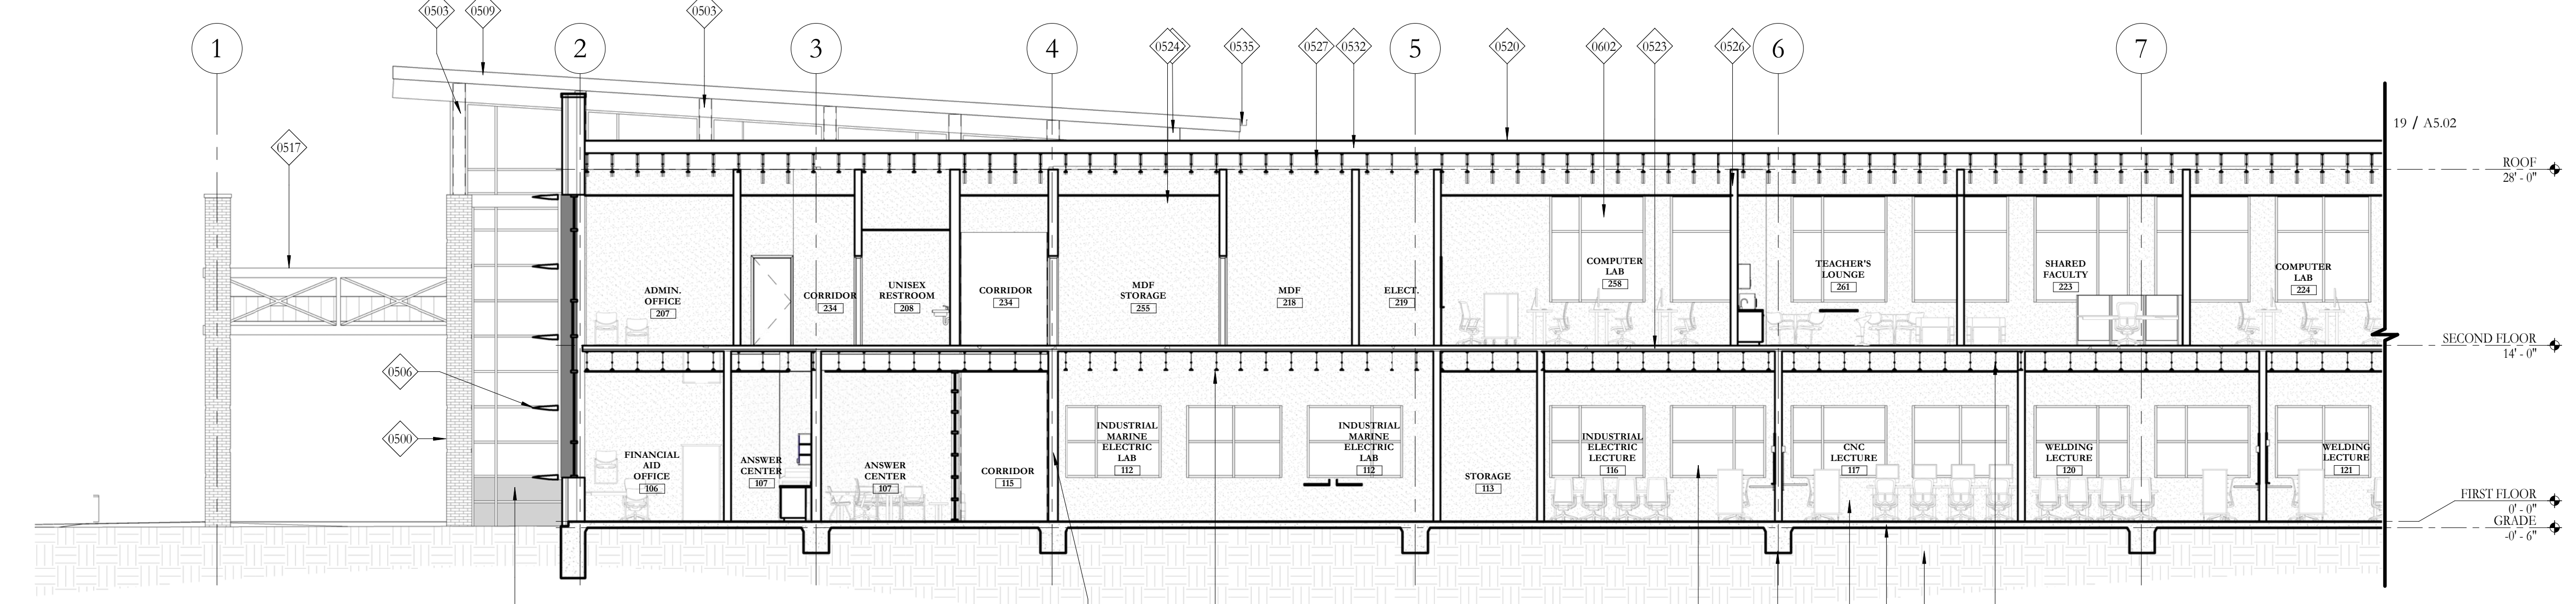 0503
0509
0503
0524
0535
0527
0532
0520
0602
0523
0526
1
2
3
4
5
6
7
19 / A5.02
0517
ROOF
28' - 0"
COMPUTER
LAB
258
TEACHER'S
LOUNGE
261
SHARED
FACULTY
223
COMPUTER
LAB
224
ADMIN.
OFFICE
207
CORRIDOR
234
UNISEX
RESTROOM
208
CORRIDOR
234
MDF
STORAGE
255
MDF
218
ELECT.
219
SECOND FLOOR
14' - 0"
0506
0500
FINANCIAL
AID
OFFICE
106
ANSWER
CENTER
107
ANSWER
CENTER
107
CORRIDOR
115
INDUSTRIAL
MARINE
ELECTRIC
LAB
112
INDUSTRIAL
MARINE
ELECTRIC
LAB
112
STORAGE
113
INDUSTRIAL
ELECTRIC
LECTURE
116
CNC
LECTURE
117
WELDING
LECTURE
120
WELDING
LECTURE
121
FIRST FLOOR
0' - 0"
GRADE
-0' - 6"